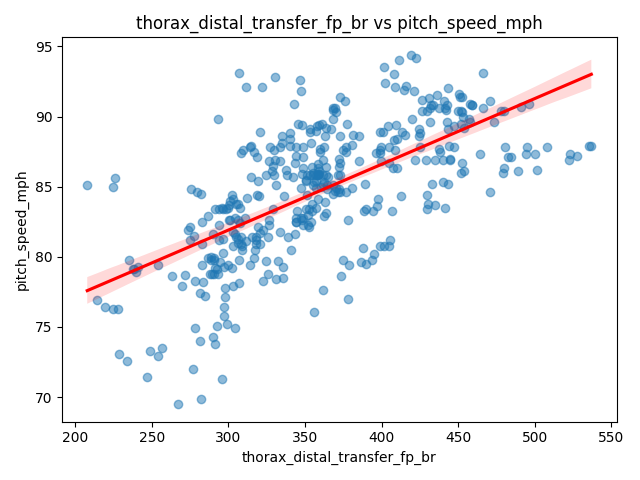 thorax_distal_transfer_fp_br vs pitch_speed_mph
95
90
85
80
75
70
pitch_speed_mph
200 250 300 350 400 450 500 550
thorax_distal_transfer_fp_br